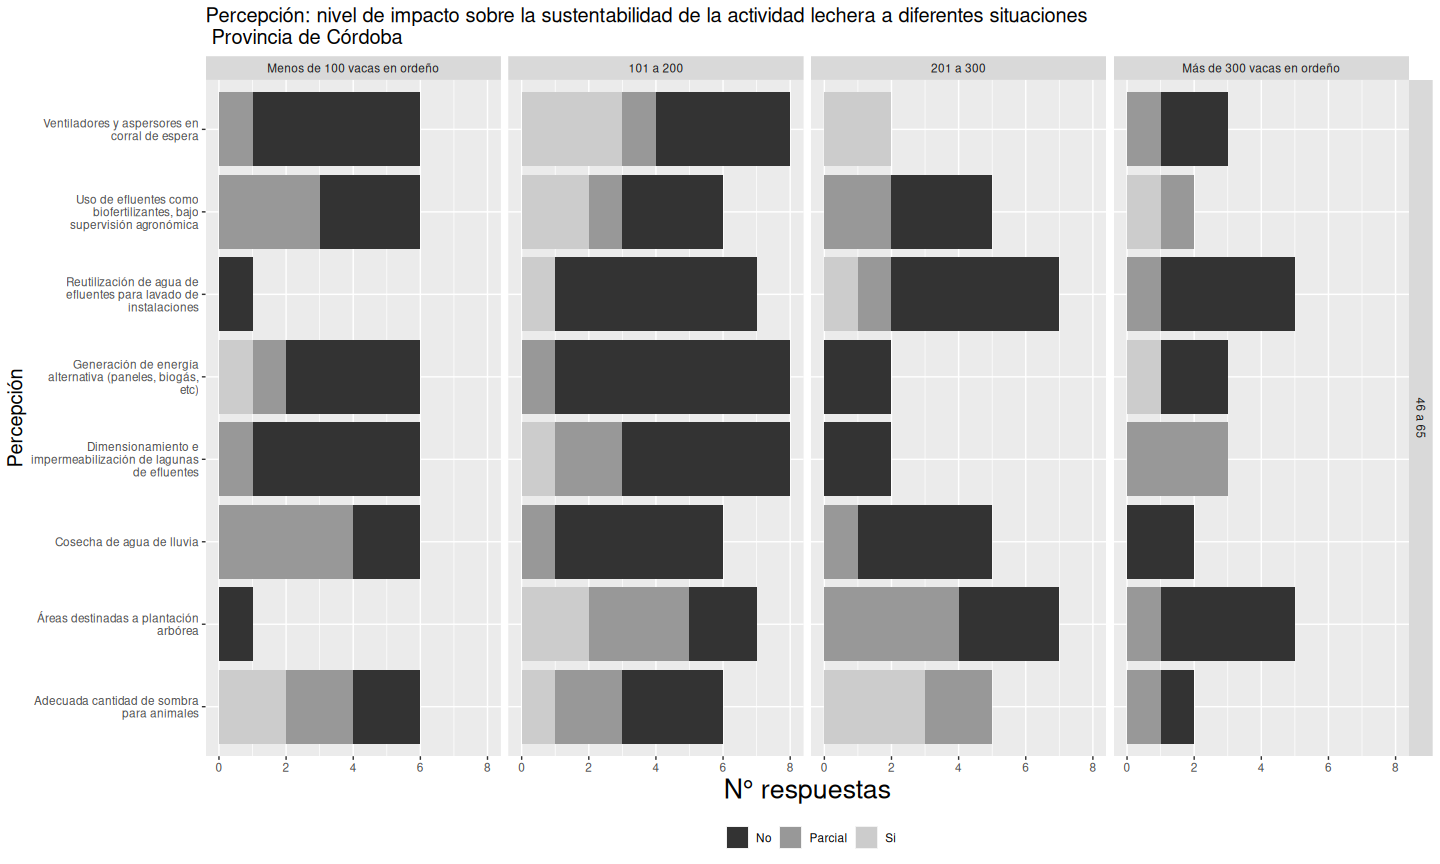 Percepción: nivel de impacto sobre la sustentabilidad de la actividad lechera a diferentes situaciones
Provincia de Córdoba
Menos de 100 vacas en ordeño
101 a 200
201 a 300
Más de 300 vacas en ordeño
Percepción
Ventiladores y aspersores en
corral de espera
Uso de efluentes como
biofertilizantes, bajo
supervisión agronómica
Reutilización de agua de
efluentes para lavado de
instalaciones
Generación de energía
alternativa (paneles, biogás,
etc)
Dimensionamiento e
impermeabilización de lagunas
de efluentes
Cosecha de agua de lluvia
Áreas destinadas a plantación
arbórea
Adecuada cantidad de sombra
para animales
46 a 65
0 2 4 6 8
0 2 4 6 8
0 2 4 6 8
0 2 4 6 8
N° respuestas
No
Parcial
Si